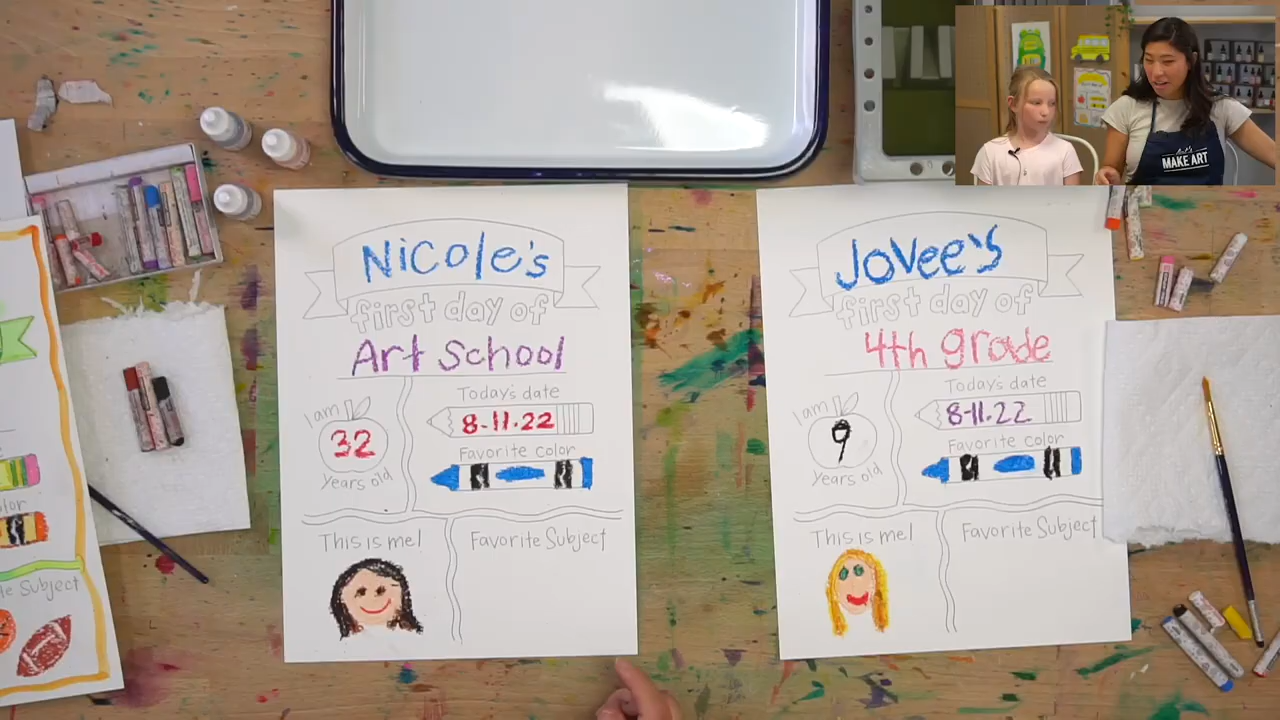 Nicole's
first day of
Art School
I am
32
years old
Today's date
8-11-22
Favorite color
This is me!
Favorite Subject
JoVee's
first day of
4th grade
I am
9
years old
Today's date
8-11-22
Favorite color
This is me!
Favorite Subject
Subject
MAKE ART